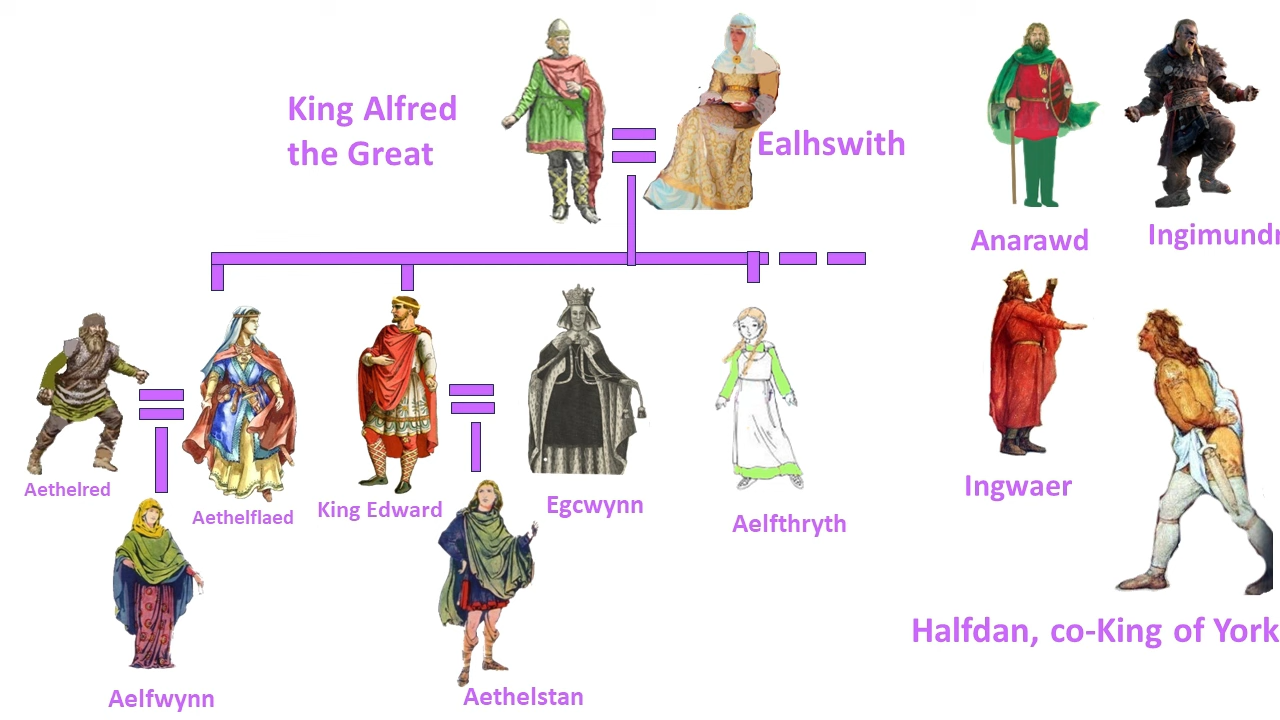 King Alfred
the Great
Ealhswith
Anarawd
Ingimundr
Aethelred
Aethelflaed
King Edward
Egcwynn
Aelfthryth
Ingwaer
Halfdan, co-King of York
Aelfwynn
Aethelstan